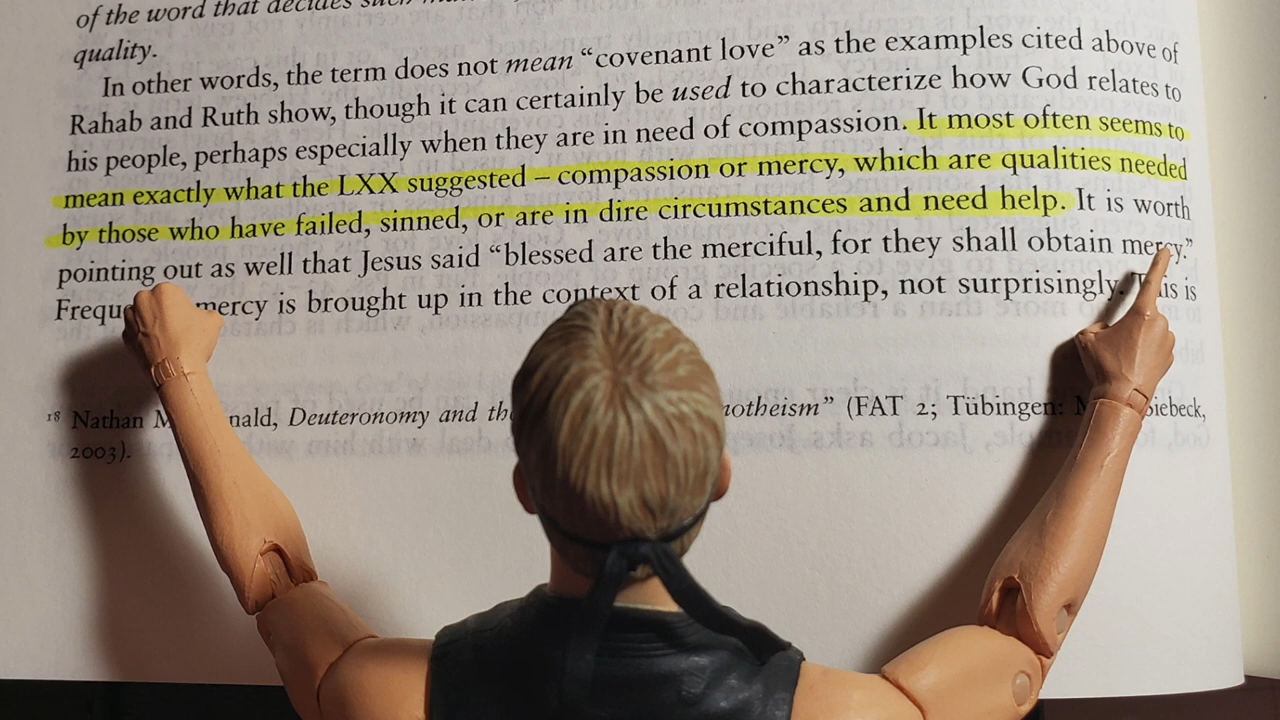 of the word that decides such
quality.
In other words, the term does not mean “covenant love” as the examples cited above of
Rahab and Ruth show, though it can certainly be used to characterize how God relates to
his people, perhaps especially when they are in need of compassion. It most often seems to
mean exactly what the LXX suggested – compassion or mercy, which are qualities needed
by those who have failed, sinned, or are in dire circumstances and need help. It is worth
pointing out as well that Jesus said “blessed are the merciful, for they shall obtain mercy.”
mercy is brought up in the context of a relationship, not surprisingly. This is
18 Nathan Deuteronomy and (FAT 2; Tübingen:
2003).